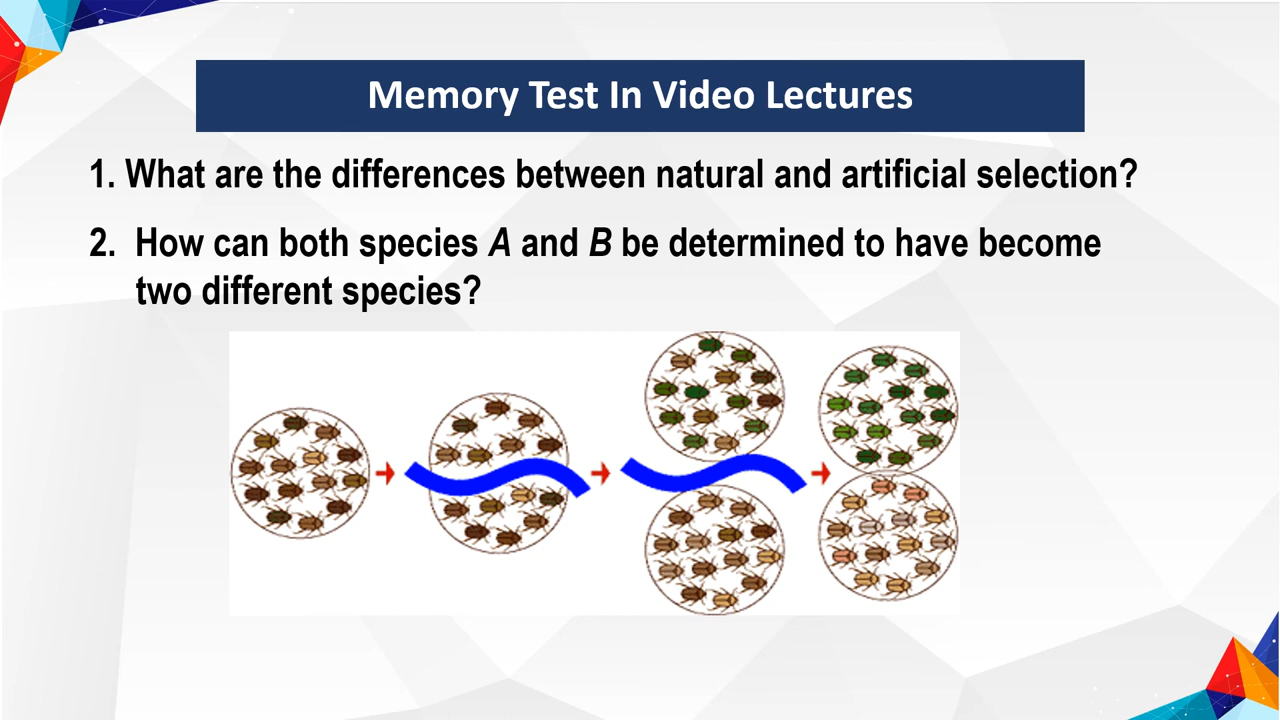 Memory Test In Video Lectures
1. What are the differences between natural and artificial selection?
2. How can both species A and B be determined to have become
two different species?